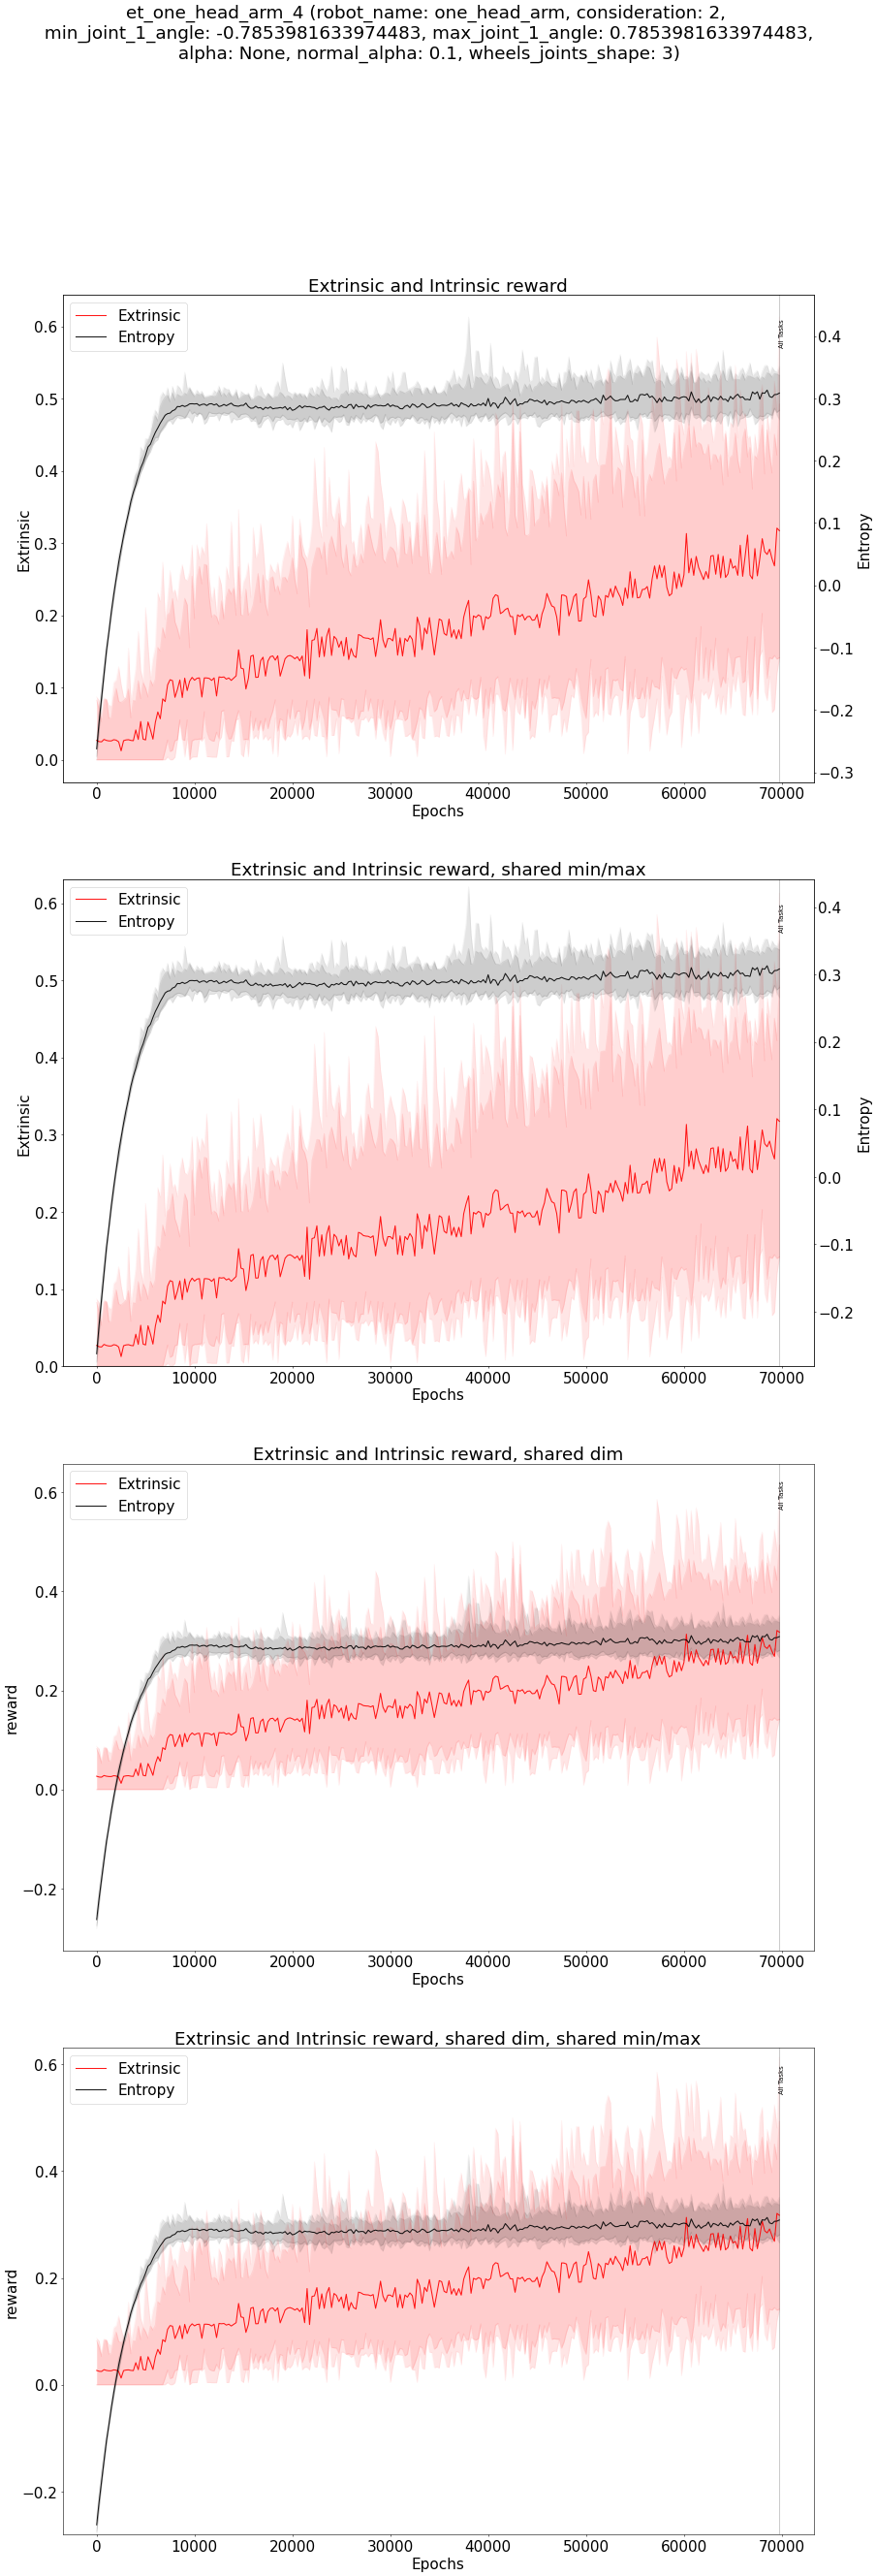 et_one_head_arm_4 (robot_name: one_head_arm, consideration: 2,
min_joint_1_angle: -0.7853981633974483, max_joint_1_angle: 0.7853981633974483,
alpha: None, normal_alpha: 0.1, wheels_joints_shape: 3)
Extrinsic and Intrinsic reward
Extrinsic
Entropy
All Tasks
0.6
0.5
0.4
0.3
0.2
0.1
0.0
Extrinsic
0.4
0.3
0.2
0.1
0.0
−0.1
−0.2
−0.3
Entropy
0 10000 20000 30000 40000 50000 60000 70000
Epochs
Extrinsic and Intrinsic reward, shared min/max
Extrinsic
Entropy
All Tasks
0.6
0.5
0.4
0.3
0.2
0.1
0.0
Extrinsic
0.4
0.3
0.2
0.1
0.0
−0.1
−0.2
Entropy
0 10000 20000 30000 40000 50000 60000 70000
Epochs
Extrinsic and Intrinsic reward, shared dim
Extrinsic
Entropy
All Tasks
0.6
0.4
0.2
0.0
−0.2
reward
0 10000 20000 30000 40000 50000 60000 70000
Epochs
Extrinsic and Intrinsic reward, shared dim, shared min/max
Extrinsic
Entropy
All Tasks
0.6
0.4
0.2
0.0
−0.2
reward
0 10000 20000 30000 40000 50000 60000 70000
Epochs